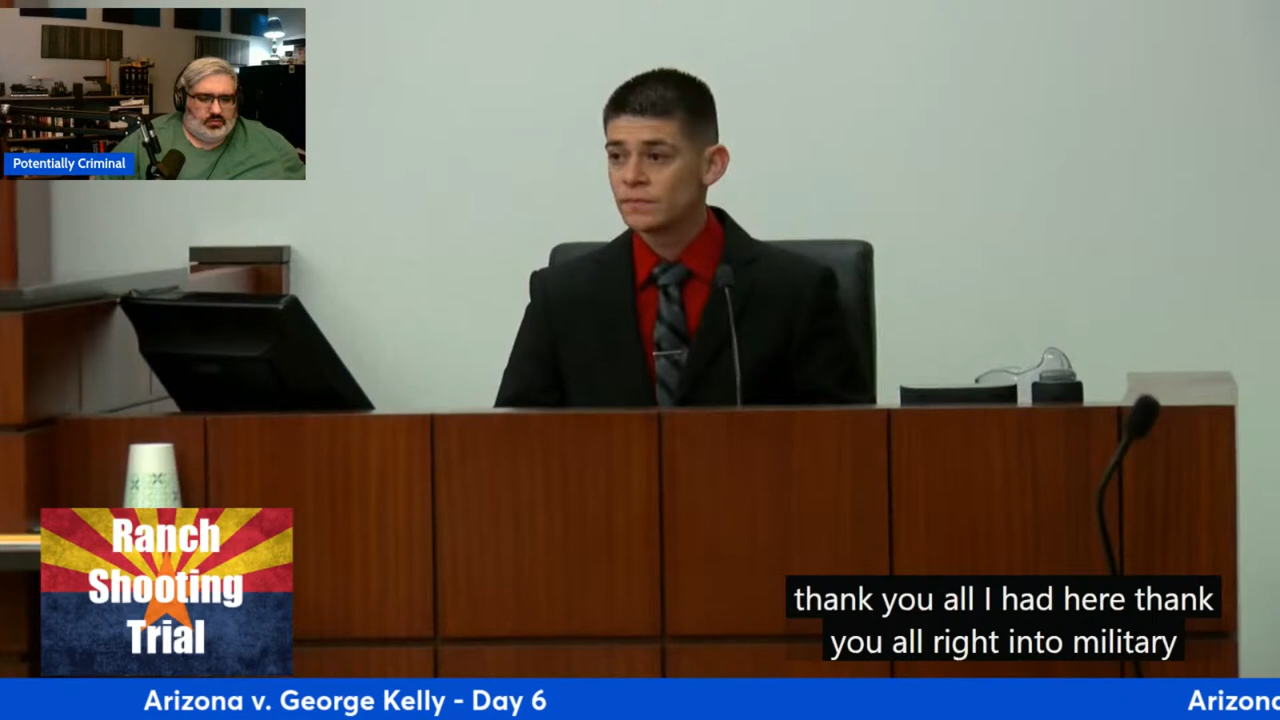 Potentially Criminal
Ranch
Shooting
Trial
thank you all I had here thank
you all right into military
Arizona v. George Kelly - Day 6